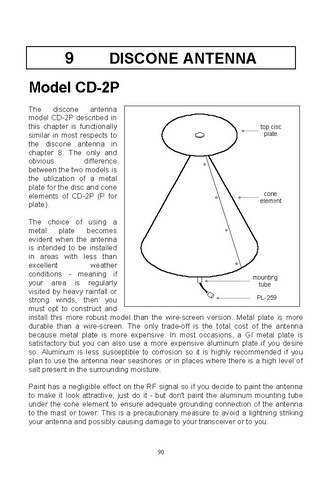 9 DISCONE ANTENNA
Model CD-2P
The discone antenna
model CD-2P described in
this chapter is functionally
similar in most respects to
the discone antenna in
chapter 8. The only and
obvious difference
between the two models is
the utilization of a metal
plate for the disc and cone
elements of CD-2P (P for
plate).
top disc
plate
cone
element
mounting
tube
PL-259
The choice of using a
metal plate becomes
evident when the antenna
is intended to be installed
in areas with less than
excellent weather
conditions - meaning if
your area is regularly
visited by heavy rainfall or
strong winds, then you
must opt to construct and
install this more robust model than the wire-screen version. Metal plate is more
durable than a wire-screen. The only trade-off is the total cost of the antenna
because metal plate is more expensive. In most occasions, a GI metal plate is
satisfactory but you can also use a more expensive aluminum plate if you desire
so. Aluminum is less susceptible to corrosion so it is highly recommended if you
plan to use the antenna near seashores or in places where there is a high level of
salt present in the surrounding moisture.
Paint has a negligible effect on the RF signal so if you decide to paint the antenna
to make it look attractive, just do it - but don't paint the aluminum mounting tube
under the cone element to ensure adequate grounding connection of the antenna
to the mast or tower. This is a precautionary measure to avoid a lightning striking
your antenna and possibly causing damage to your transceiver or to you.
90